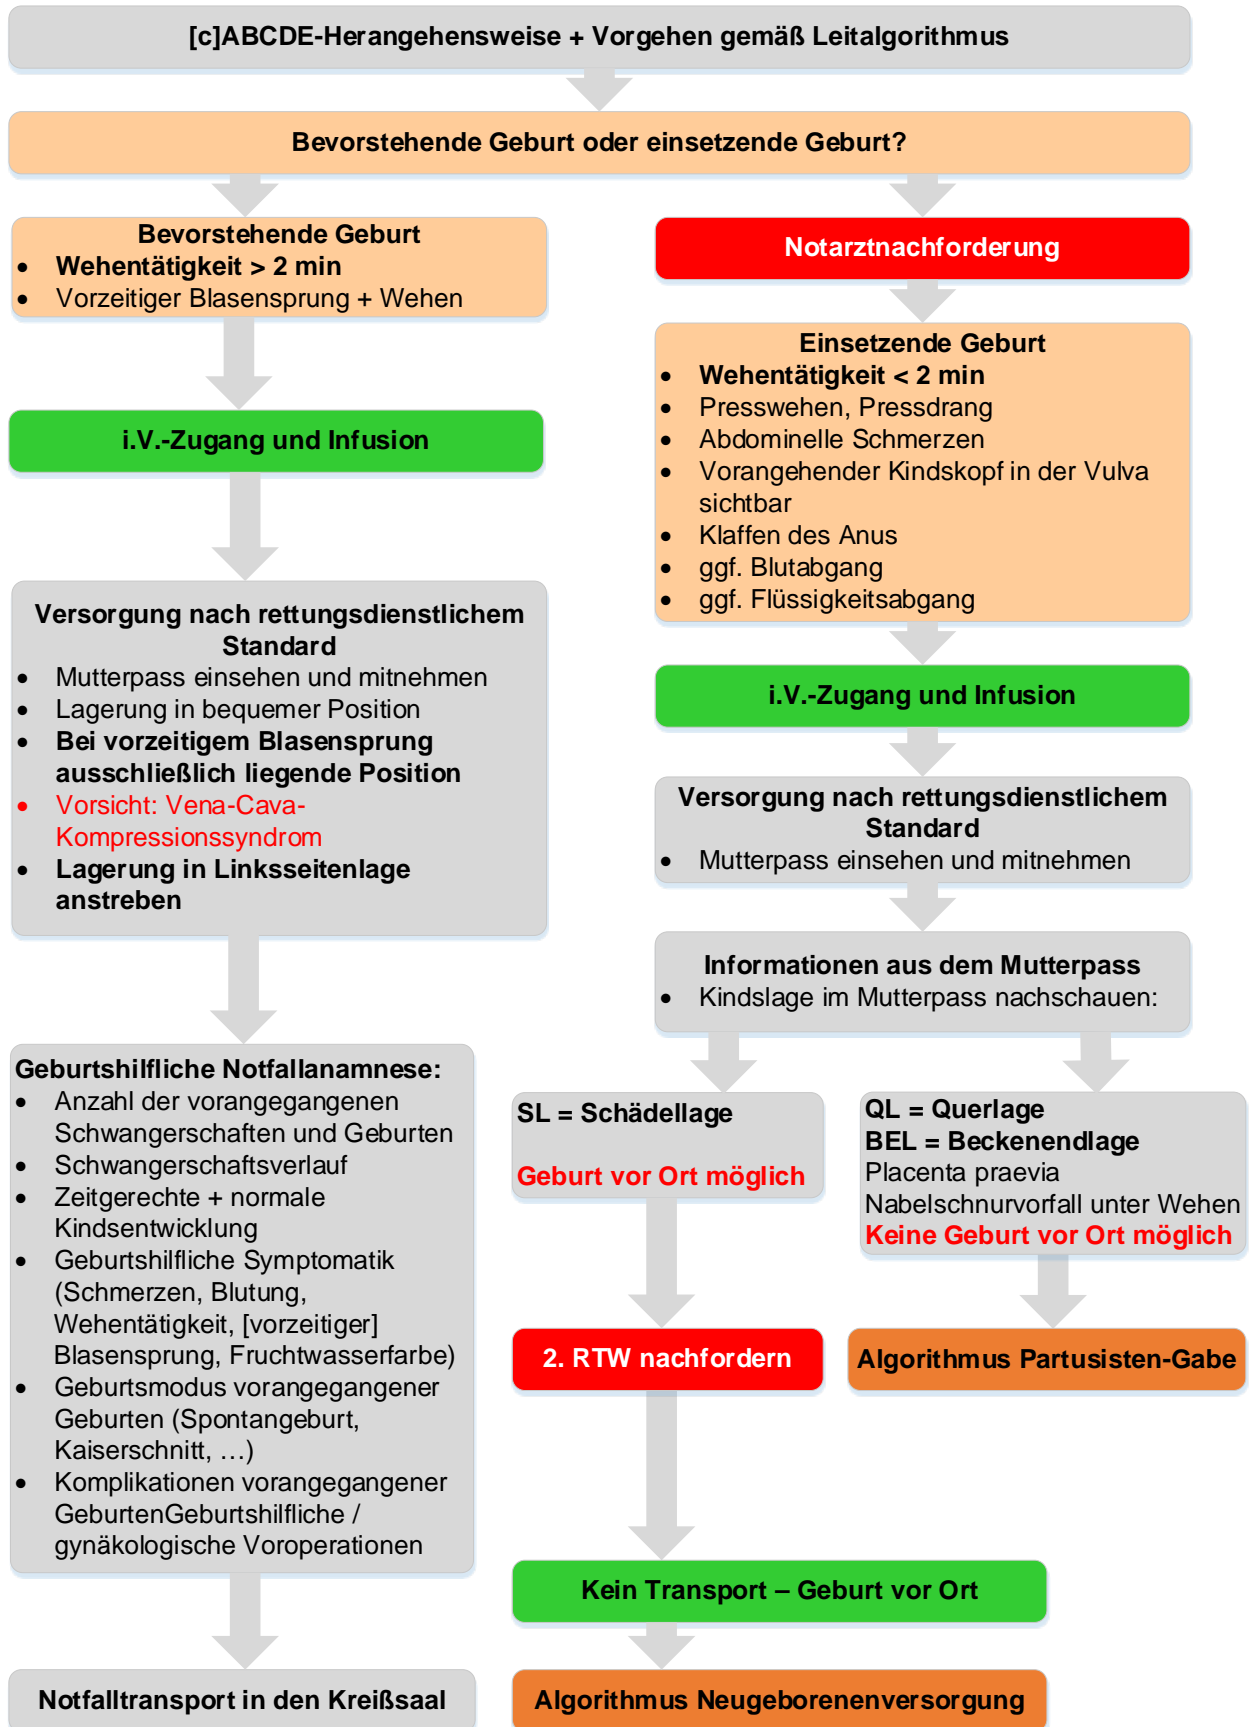 [c]ABCDE-Herangehensweise + Vorgehen gemäß Leitalgorithmus
Bevorstehende Geburt oder einsetzende Geburt?
Bevorstehende Geburt
• Wehentätigkeit > 2 min
• Vorzeitiger Blasensprung + Wehen
i.V.-Zugang und Infusion
Versorgung nach rettungsdienstlichem
Standard
• Mutterpass einsehen und mitnehmen
• Lagerung in bequemer Position
• Bei vorzeitigem Blasensprung
ausschließlich liegende Position
• Vorsicht: Vena-Cava-
Kompressionssyndrom
• Lagerung in Linksseitenlage
anstreben
Geburtshilfliche Notfallanamnese:
• Anzahl der vorangegangenen
Schwangerschaften und Geburten
• Schwangerschaftsverlauf
• Zeitgerechte + normale
Kindsentwicklung
• Geburtshilfliche Symptomatik
(Schmerzen, Blutung,
Wehentätigkeit, [vorzeitiger]
Blasensprung, Fruchtwasserfarbe)
• Geburtsmodus vorangegangener
Geburten (Spontangeburt,
Kaiserschnitt, …)
• Komplikationen vorangegangener
GeburtenGeburtshilfliche /
gynäkologische Voroperationen
Notfalltransport in den Kreißsaal
Notarztnachforderung
Einsetzende Geburt
• Wehentätigkeit < 2 min
• Presswehen, Pressdrang
• Abdominelle Schmerzen
• Vorangehender Kindskopf in der Vulva
sichtbar
• Klaffen des Anus
• ggf. Blutabgang
• ggf. Flüssigkeitsabgang
i.V.-Zugang und Infusion
Versorgung nach rettungsdienstlichem
Standard
• Mutterpass einsehen und mitnehmen
Informationen aus dem Mutterpass
• Kindslage im Mutterpass nachschauen:
SL = Schädellage
Geburt vor Ort möglich
2. RTW nachfordern
Kein Transport – Geburt vor Ort
Algorithmus Neugeborenenversorgung
QL = Querlage
BEL = Beckenendlage
Placenta praevia
Nabelschnurvorfall unter Wehen
Keine Geburt vor Ort möglich
Algorithmus Partusisten-Gabe